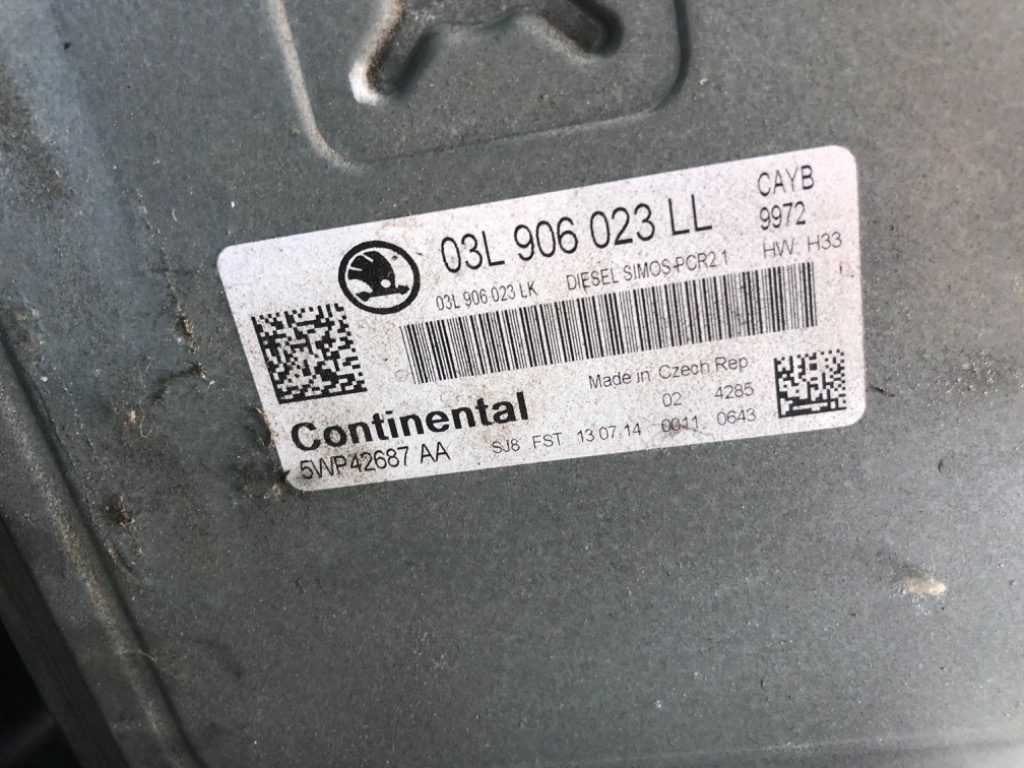 03L 906 023 LL
CAYB
9972
03L 906 023 LK DIESEL SIMOS-PCR2.1 HW: H33
Made in Czech Rep
02 4285
Continental
5WP42687 AA SJ8 FST 13.07.14 0011 0643